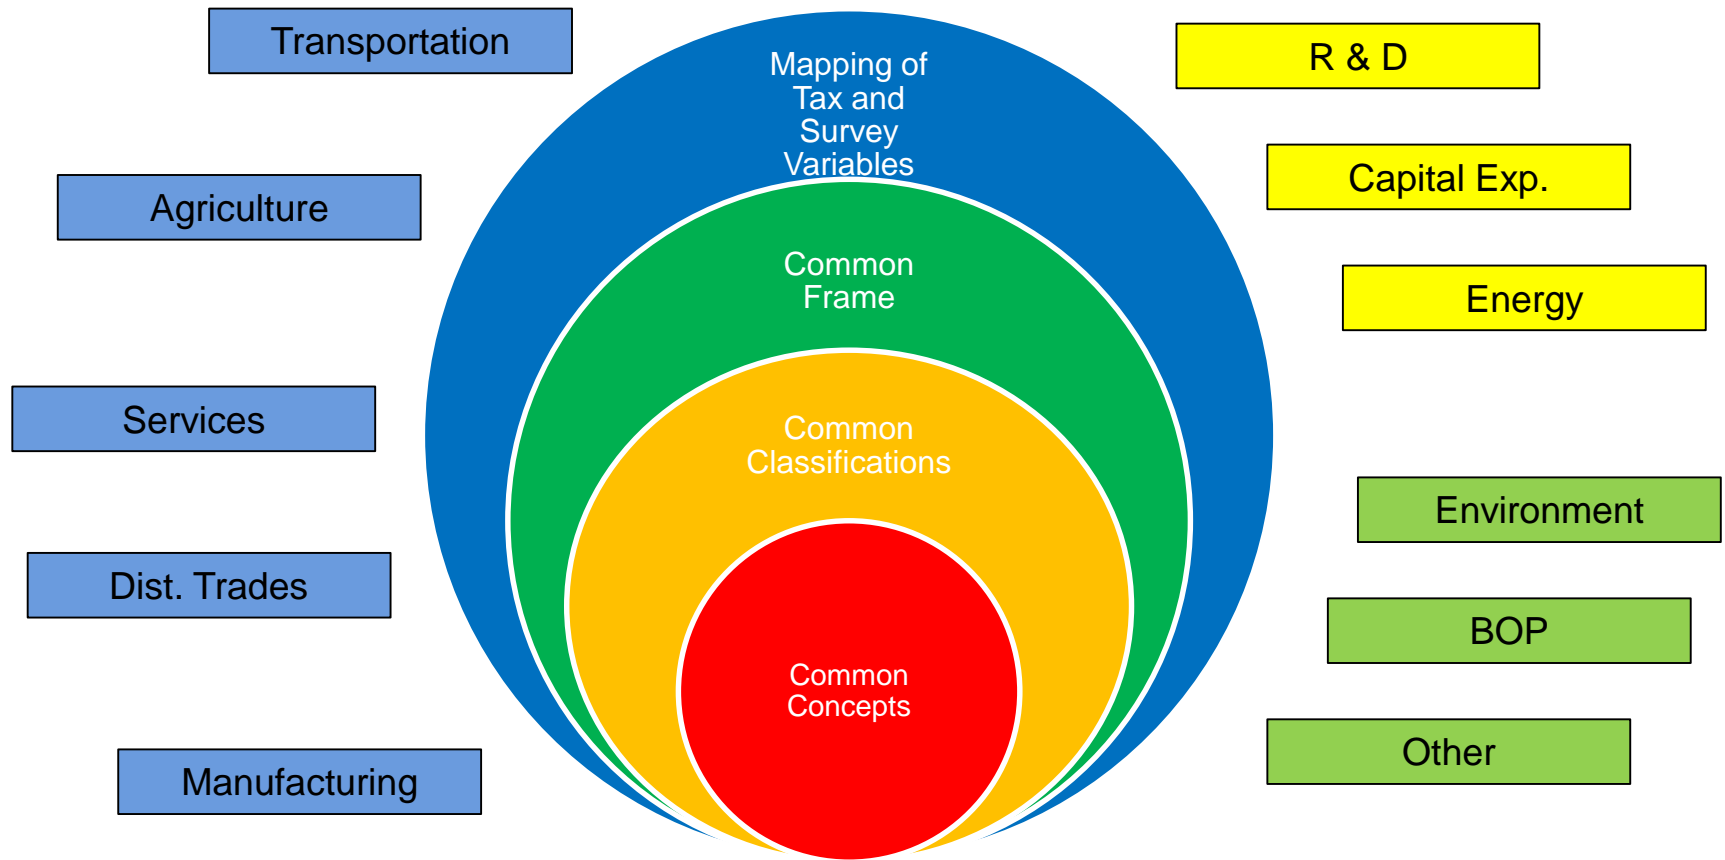 Transportation
Agriculture
Services
Dist. Trades
Manufacturing
Mapping of
Tax and
Survey
Variables
Common
Frame
Common
Classifications
Common
Concepts
R & D
Capital Exp.
Energy
Environment
BOP
Other